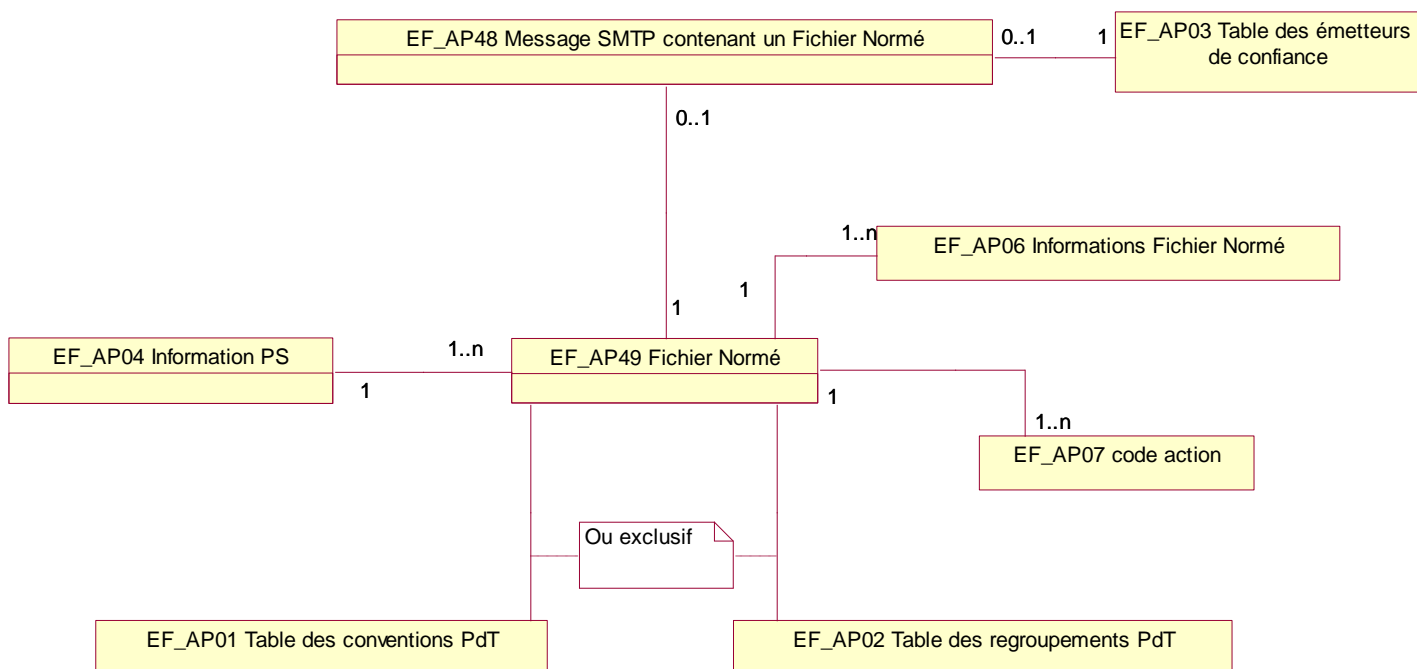 EF_AP48 Message SMTP contenant un Fichier Normé
0..1
1
EF_AP03 Table des émetteurs
de confiance
0..1
1..n
EF_AP06 Informations Fichier Normé
1
1
EF_AP04 Information PS
1..n
1
EF_AP49 Fichier Normé
1
1..n
EF_AP07 code action
Ou exclusif
EF_AP01 Table des conventions PdT
EF_AP02 Table des regroupements PdT